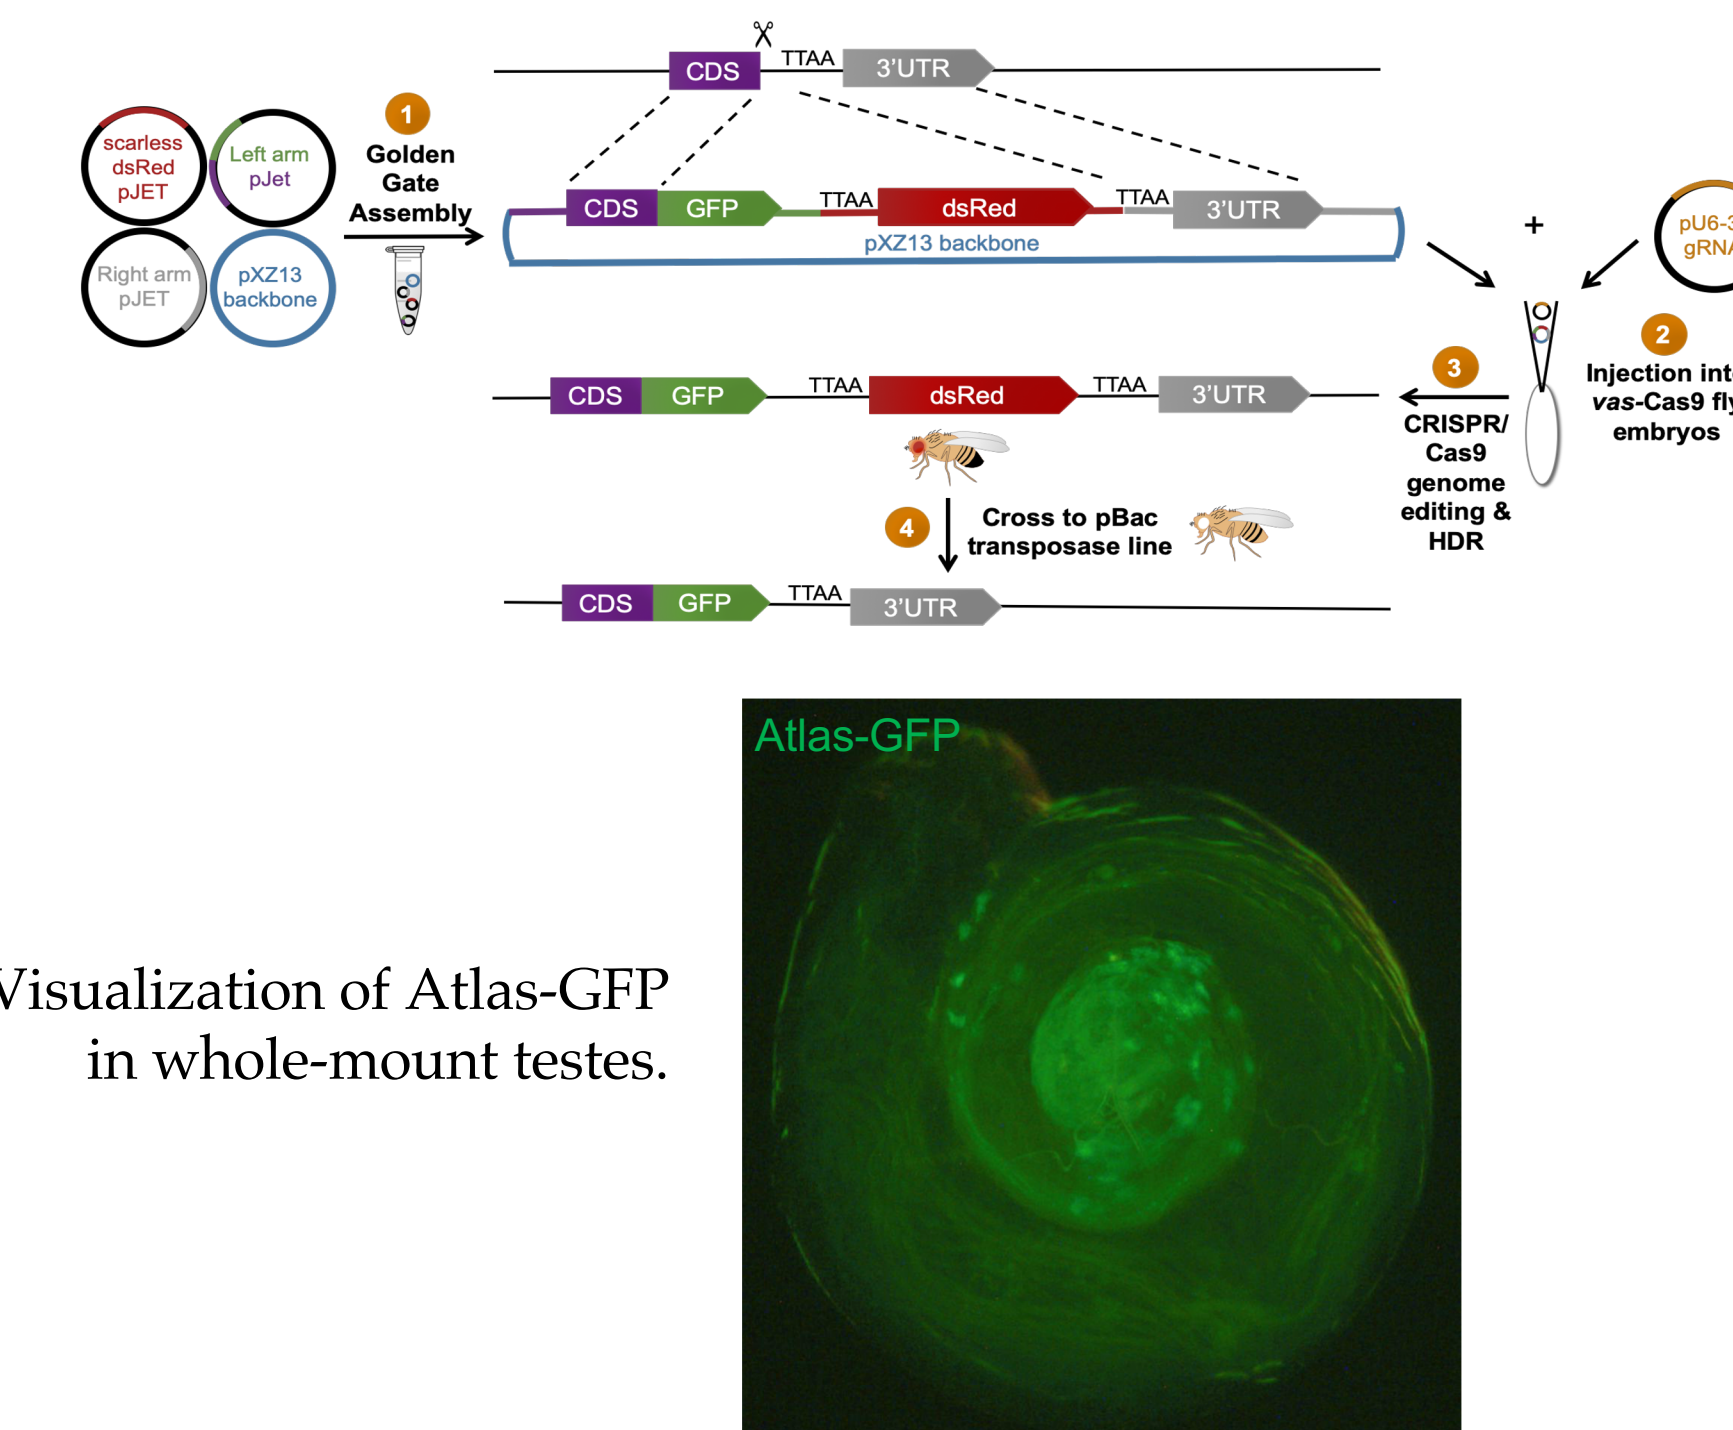 CDS
TTAA
3'UTR
scarless
dsRed
pJET
Left arm
pJet
Right arm
pJET
pXZ13
backbone
1
Golden
Gate
Assembly
CDS
GFP
TTAA
dsRed
TTAA
3'UTR
pXZ13 backbone
+
pU6-3
2
Injection
vas-Cas9
embryos
3
CRISPR/
Cas9
genome
editing &
HDR
CDS
GFP
TTAA
dsRed
TTAA
3'UTR
4
Cross to pBac
transposase line
CDS
GFP
TTAA
3'UTR
Atlas-GFP
Visualization of Atlas-GFP
in whole-mount testes.